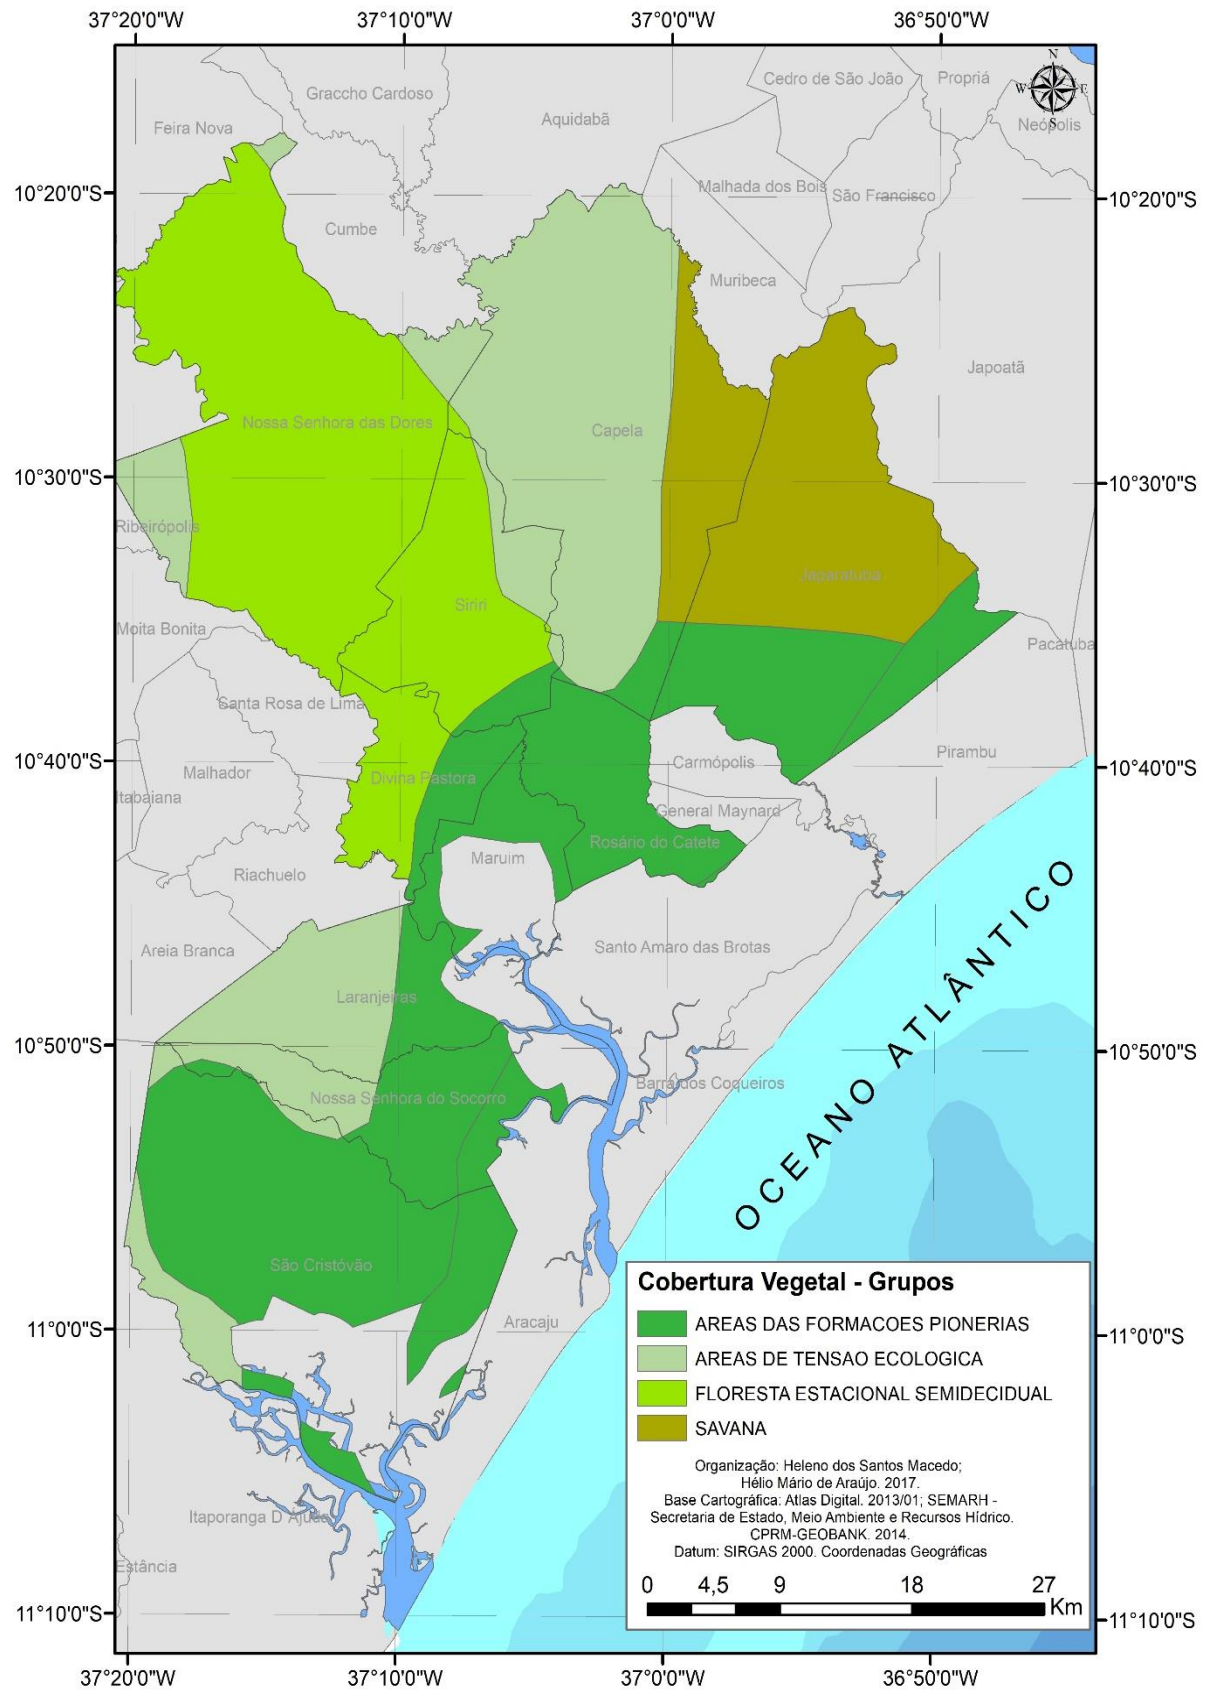 37°20'0"W 37°10'0"W 37°0'0"W 36°50'0"W
N
W E
S
Cedro de São João Propriá
Graccho Cardoso
Feira Nova Aquidabã Neópolis
10°20'0"S Malhada dos Bois São Francisco 10°20'0"S
Cumbe
Muribeca
Japoatã
Nossa Senhora das Dores Capela
10°30'0"S 10°30'0"S
Ribeirópolis
Japaratuba
Siriri
Moita Bonita Pacatuba
Santa Rosa de Lima
Pirambu
10°40'0"S Malhador Divina Pastora Carmópolis 10°40'0"S
Itabaiana
General Maynard
Rosário do Catete
Maruim
Riachuelo
Areia Branca Santo Amaro das Brotas
Laranjeiras
OCEANO ATLÂNTICO
10°50'0"S 10°50'0"S
Barra dos Coqueiros
Nossa Senhora do Socorro
São Cristóvão
Aracaju
11°0'0"S 11°0'0"S
Itaporanga D'Ajuda
Estância
11°10'0"S 11°10'0"S
Cobertura Vegetal - Grupos
AREAS DAS FORMACOES PIONERIAS
AREAS DE TENSAO ECOLOGICA
FLORESTA ESTACIONAL SEMIDECIDUAL
SAVANA
Organização: Heleno dos Santos Macedo;
Hélio Mário de Araújo. 2017.
Base Cartográfica: Atlas Digital. 2013/01; SEMARH -
Secretaria de Estado, Meio Ambiente e Recursos Hídrico.
CPRM-GEOBANK. 2014.
Datum: SIRGAS 2000. Coordenadas Geográficas
0 4,5 9 18 27
Km
37°20'0"W 37°10'0"W 37°0'0"W 36°50'0"W